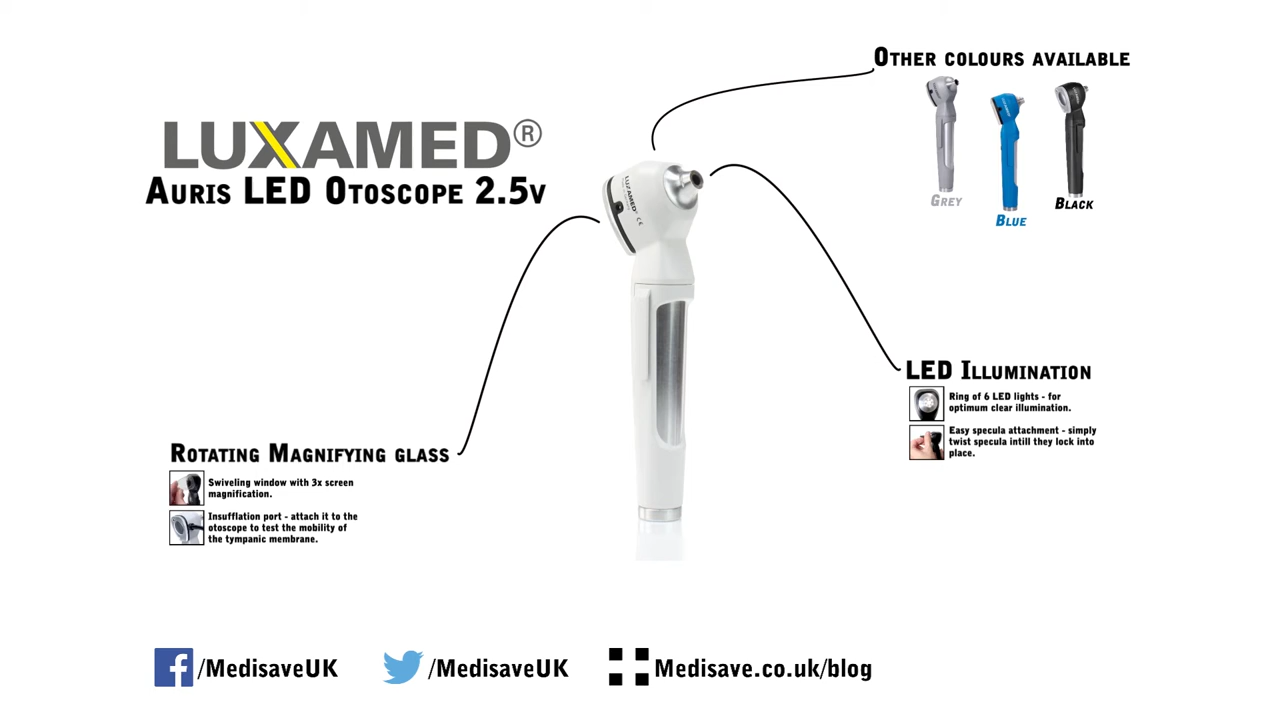 LUXAMED®
AURIS LED OTOSCOPE 2.5V
OTHER COLOURS AVAILABLE
GREY
BLUE
BLACK
LUXAMED®
CE
LED ILLUMINATION
Ring of 6 LED lights - for
optimum clear illumination.
Easy specula attachment - simply
twist specula intill they lock into
place.
ROTATING MAGNIFYING GLASS
Swiveling window with 3x screen
magnification.
Insufflation port - attach it to the
otoscope to test the mobility of
the tympanic membrane.
/MedisaveUK
/MedisaveUK
Medisave.co.uk/blog